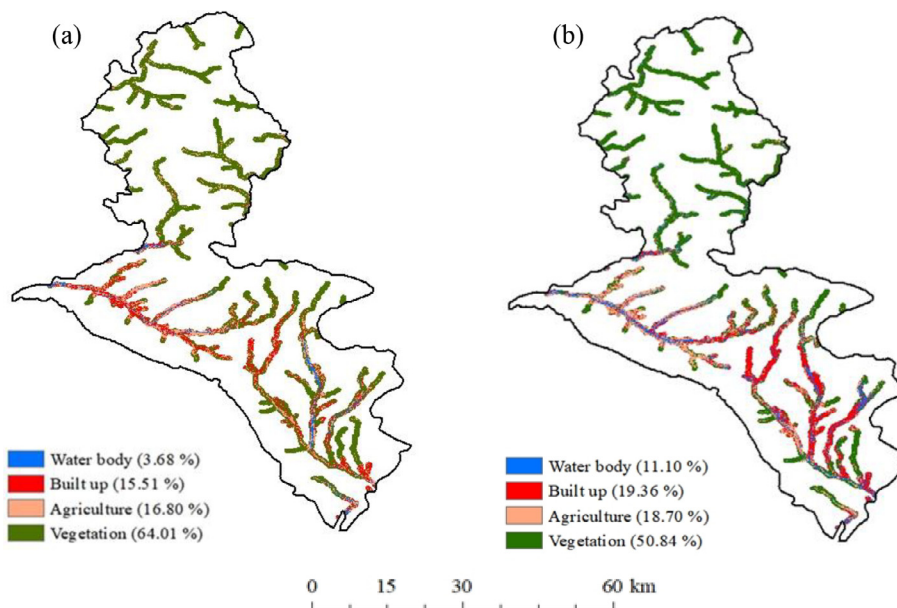 (a)
(b)
Water body (3.68 %)
Built up (15.51 %)
Agriculture (16.80 %)
Vegetation (64.01 %)
Water body (11.10 %)
Built up (19.36 %)
Agriculture (18.70 %)
Vegetation (50.84 %)
0 15 30 60 km